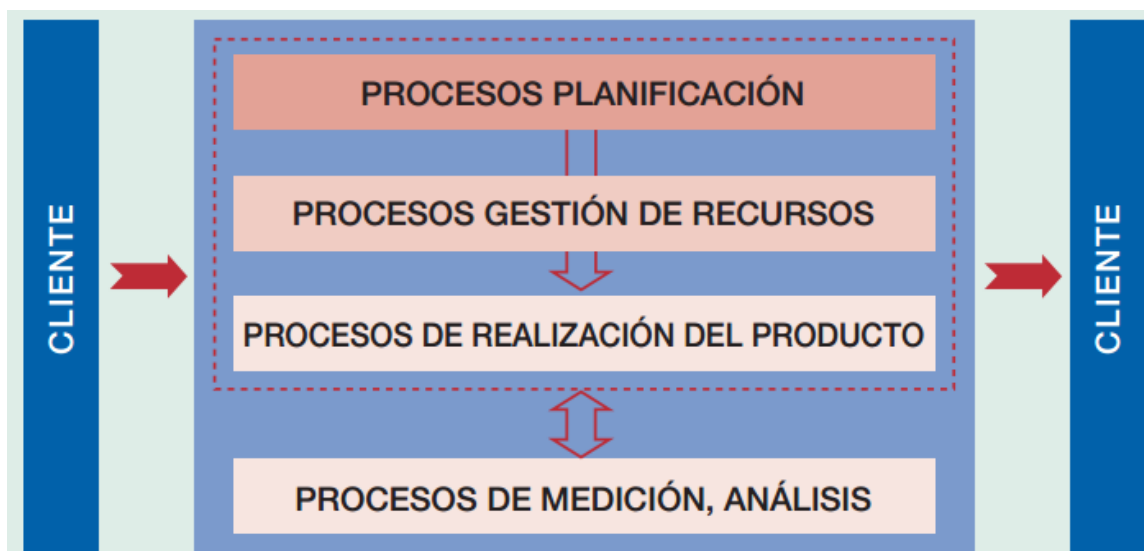 CLIENTE
PROCESOS PLANIFICACIÓN
PROCESOS GESTIÓN DE RECURSOS
PROCESOS DE REALIZACIÓN DEL PRODUCTO
PROCESOS DE MEDICIÓN, ANÁLISIS
CLIENTE